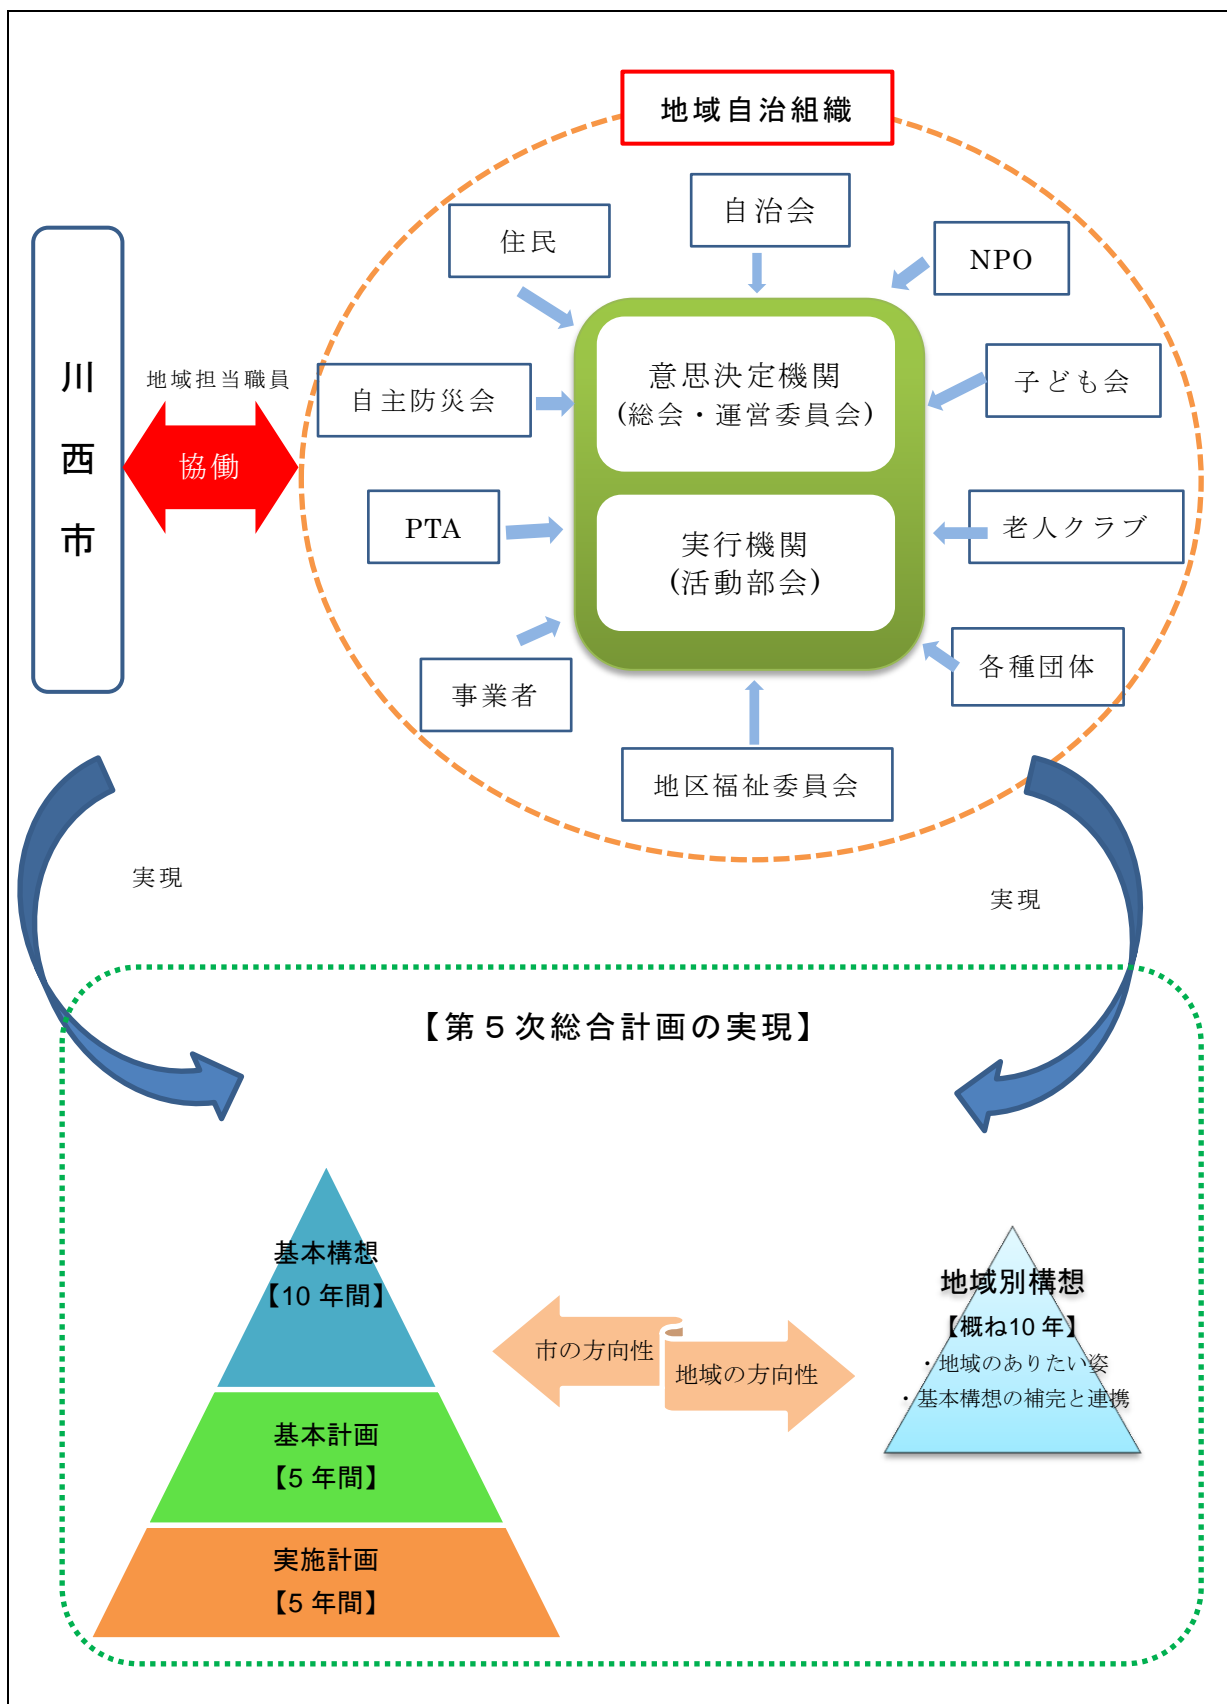 地域自治組織
自治会
住民
NPO
川西市
地域担当職員
協働
自主防災会
意思決定機関
(総会・運営委員会)
子ども会
PTA
実行機関
(活動部会)
老人クラブ
事業者
各種団体
地区福祉委員会
実現
実現
【第5次総合計画の実現】
基本構想
【10年間】
基本計画
【5年間】
実施計画
【5年間】
市の方向性
地域の方向性
地域別構想
【概ね10年】
・地域のありたい姿
・基本構想の補完と連携